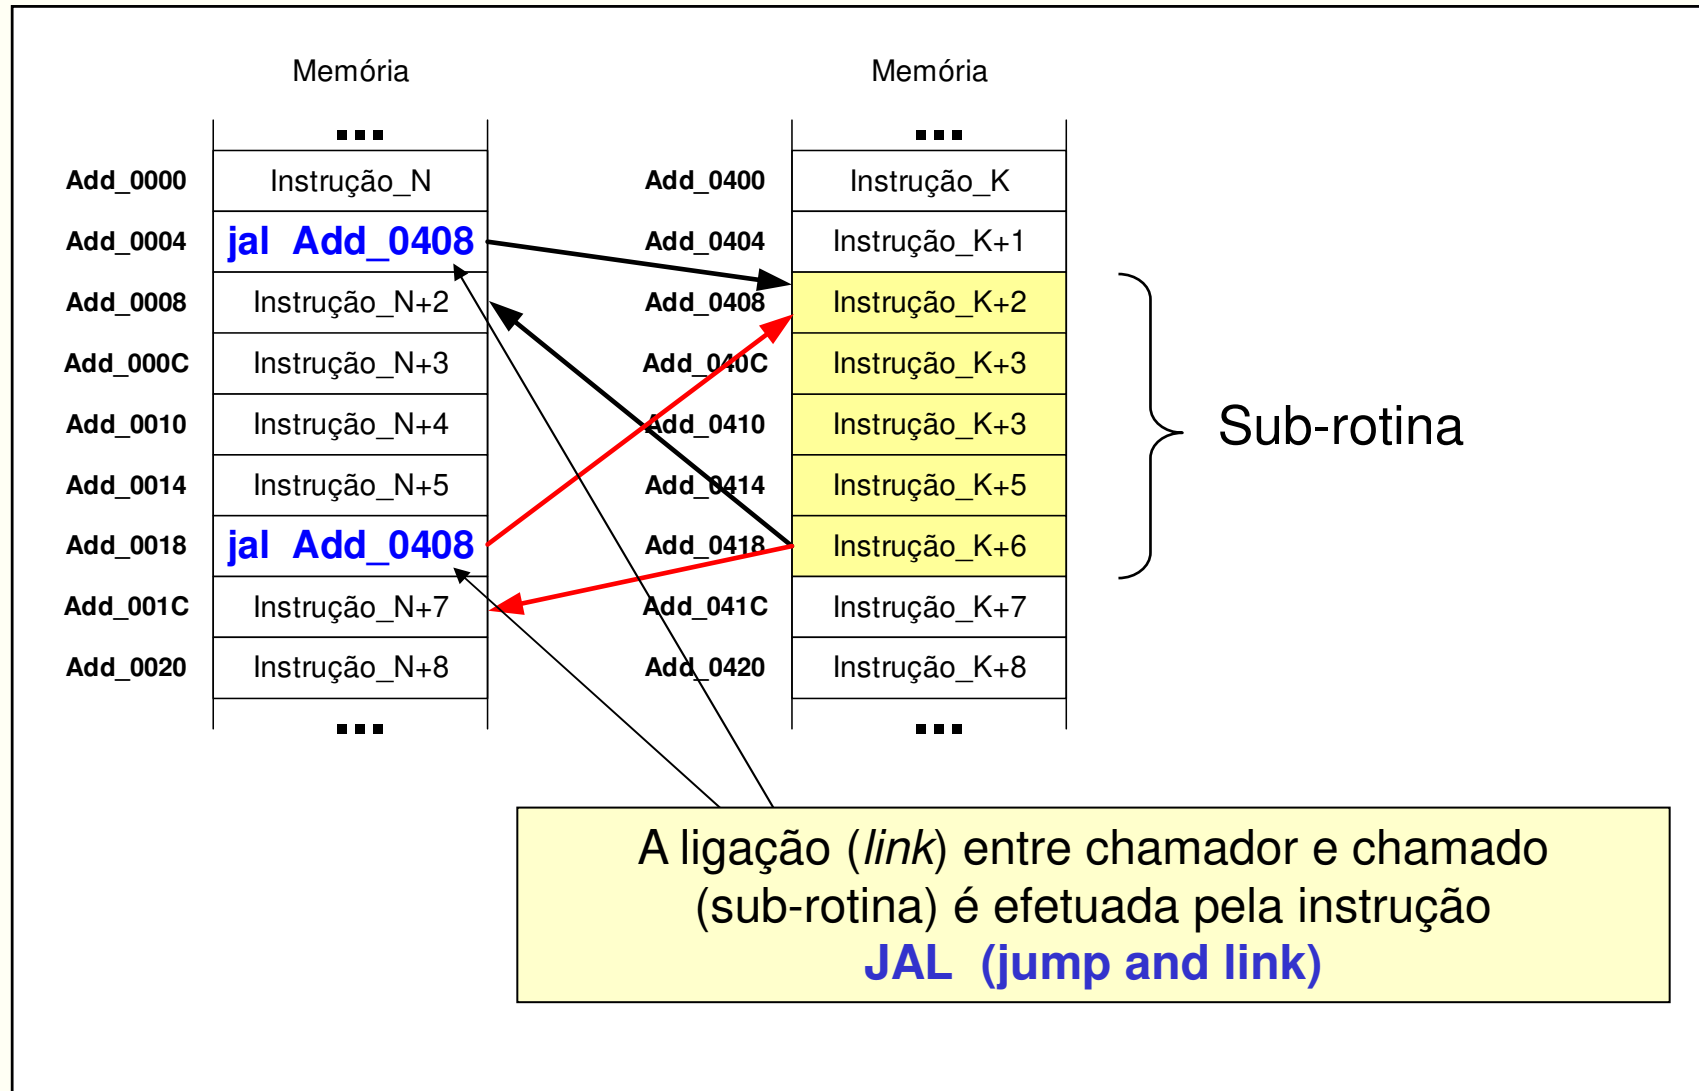 Memória Memória
... ...
Add_0000 Instrução_N Add_0400 Instrução_K
Add_0004 jal Add_0408 Add_0404 Instrução_K+1
Add_0008 Instrução_N+2 Add_0408 Instrução_K+2
Add_000C Instrução_N+3 Add_040C Instrução_K+3
Add_0010 Instrução_N+4 Add_0410 Instrução_K+3
Add_0014 Instrução_N+5 Add_0414 Instrução_K+5
Add_0018 jal Add_0408 Add_0418 Instrução_K+6
Add_001C Instrução_N+7 Add_041C Instrução_K+7
Add_0020 Instrução_N+8 Add_0420 Instrução_K+8
... ...
Sub-rotina
A ligação (link) entre chamador e chamado
(sub-rotina) é efetuada pela instrução
JAL (jump and link)